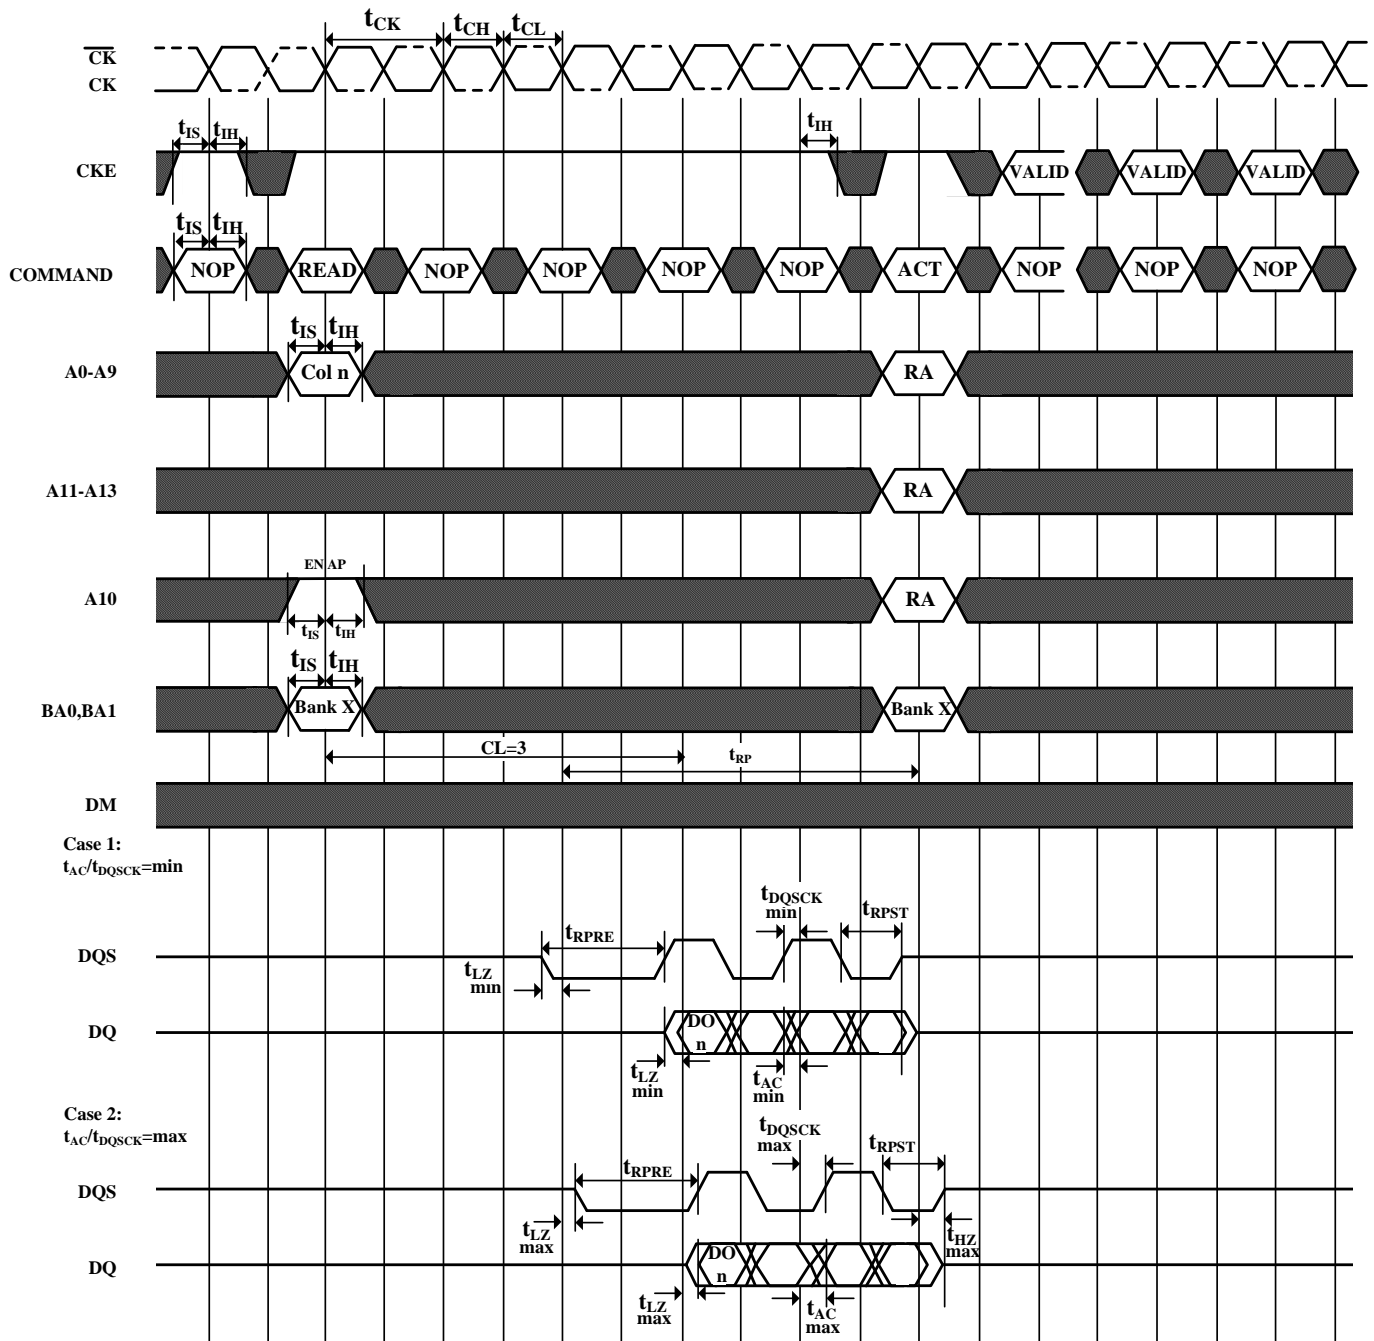 tCK tCH tCL
CK
CK
tIS tIH tIH
CKE VALID VALID VALID
tIS tIH
COMMAND NOP READ NOP NOP NOP NOP ACT NOP NOP NOP
tIS tIH
A0-A9 Col n RA
A11-A13 RA
EN AP
A10 RA
tIS tIH
tIS tIH
BA0,BA1 Bank X Bank X
CL=3 tRP
DM
Case 1:
tAC/tDQSCK=min
tDQSCK min tRPST
tRPRE
DQS
tLZ min
DQ DO n
tLZ min tAC min
Case 2:
tAC/tDQSCK=max
tDQSCK max tRPST
tRPRE
DQS
tLZ max tHZ max
DQ DO n
tLZ max tAC max